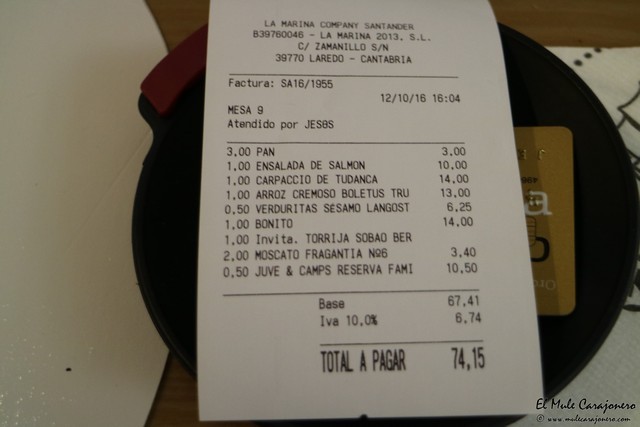 LA MARINA COMPANY SANTANDER
B39760046 - LA MARINA 2013, S.L.
C/ ZAMANILLO S/N
39770 LAREDO - CANTABRIA
Factura: SA16/1955
12/10/16 16:04
MESA 9
Atendido por JESØS
3,00 PAN 3,00
1,00 ENSALADA DE SALMON 10,00
1,00 CARPACCIO DE TUDANCA 14,00
1,00 ARROZ CREMOSO BOLETUS TRU 13,00
0,50 VERDURITAS SESAMO LANGOST 6,25
1,00 BONITO 14,00
1,00 Invita. TORRIJA SOBAO BER
2,00 MOSCATO FRAGANTIA Nº6 3,40
0,50 JUVE & CAMPS RESERVA FAMI 10,50
Base 67,41
Iva 10.0% 6,74
TOTAL A PAGAR 74,15
El Mule Carajonero
© www.mulecarajonero.com